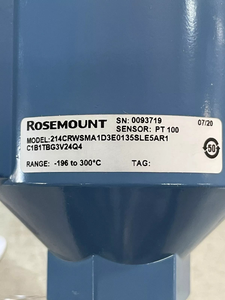 ROSEMOUNT
SN: 0093719
07/20
SENSOR: PT 100
MODEL:214CRWSMA1D3E0135SLE5AR1
C1B1TBG3V24Q4
RANGE: -196 to 300°C
TAG:
50